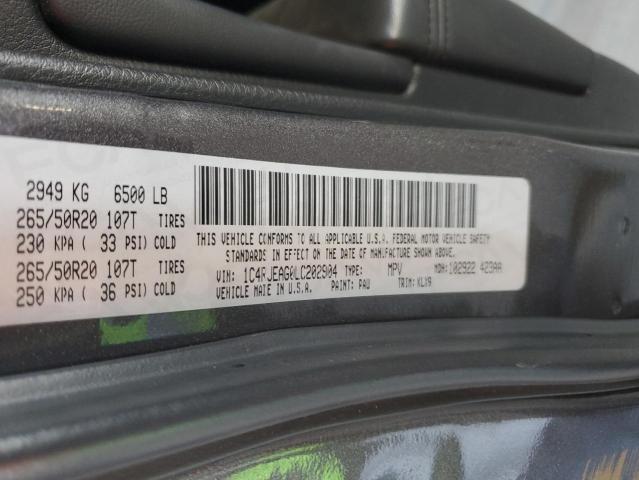 2949 KG 6500 LB
265/50R20 107T TIRES
230 KPA ( 33 PSI) COLD
265/50R20 107T TIRES
250 KPA ( 36 PSI) COLD
THIS VEHICLE CONFORMS TO ALL APPLICABLE U.S.A. FEDERAL MOTOR VEHICLE SAFETY
STANDARDS IN EFFECT ON THE DATE OF MANUFACTURE SHOWN ABOVE.
VIN: 1C4RJEAG0LC202904 TYPE: MPV MDH: 102922 423AA
VEHICLE MADE IN U.S.A. PAINT: PAU TRIM: KLX9